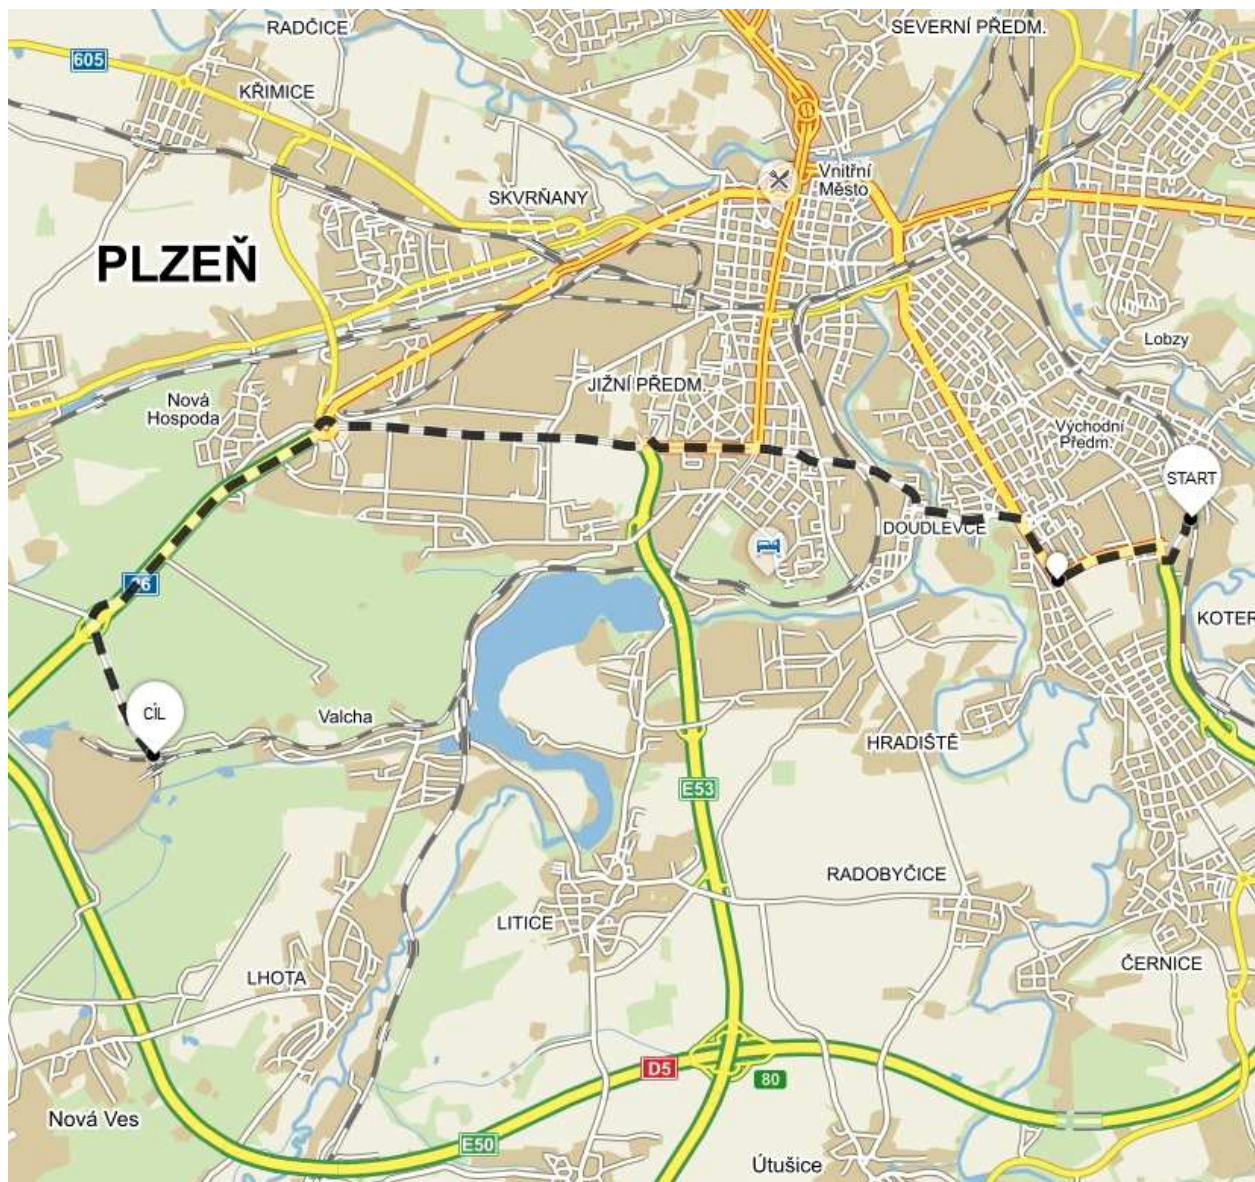 RADČICE
SEVERNÍ PŘEDM.
605
KŘIMICE
Vnitřní
Město
SKVRŇANY
PLZEŇ
Lobzy
JIŽNÍ PŘEDM.
Nová
Hospoda
Východní
Předm.
START
DOUDLEVCE
26
KOTER
CÍL
Valcha
HRADIŠTĚ
E53
RADOBYČICE
LITICE
ČERNICE
LHOTA
D5
80
Nová Ves
E50
Útušice